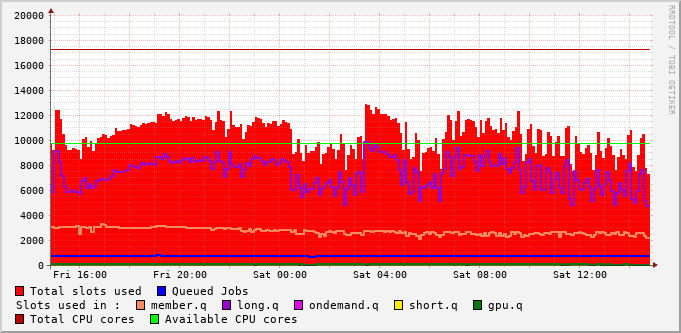 20000
18000
16000
14000
12000
10000
8000
6000
4000
2000
0
Fri 16:00 Fri 20:00 Sat 00:00 Sat 04:00 Sat 08:00 Sat 12:00
RRDTOOL / TOBI OETIKER
Total slots used Queued Jobs
Slots used in : member.q long.q ondemand.q short.q gpu.q
Total CPU cores Available CPU cores